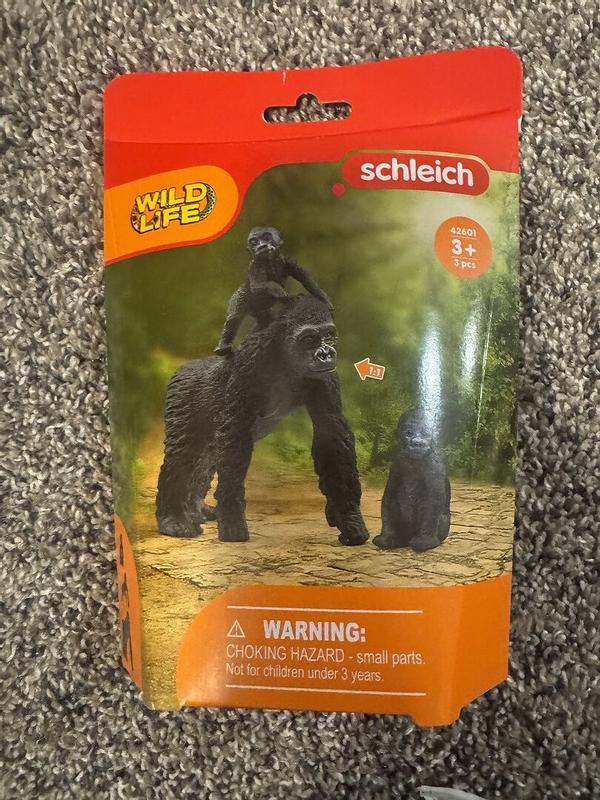 schleich
WILD
LIFE
42601
3+
3 pcs
1:1
WARNING:
CHOKING HAZARD - small parts.
Not for children under 3 years.